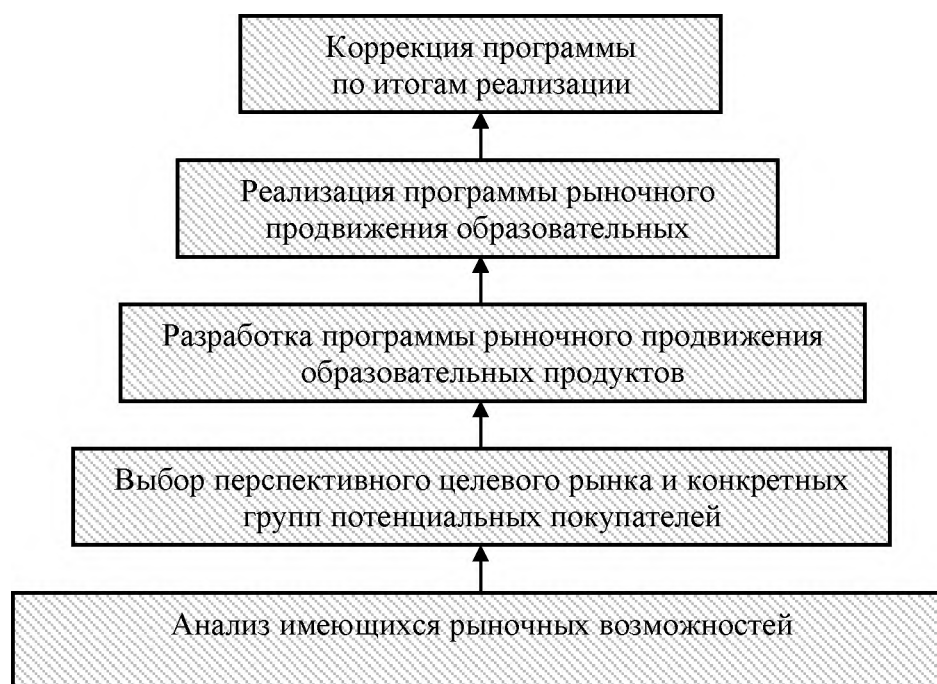 Коррекция программы
по итогам реализации
Реализация программы рыночного
продвижения образовательных
Разработка программы рыночного продвижения
образовательных продуктов
Выбор перспективного целевого рынка и конкретных
групп потенциальных покупателей
Анализ имеющихся рыночных возможностей